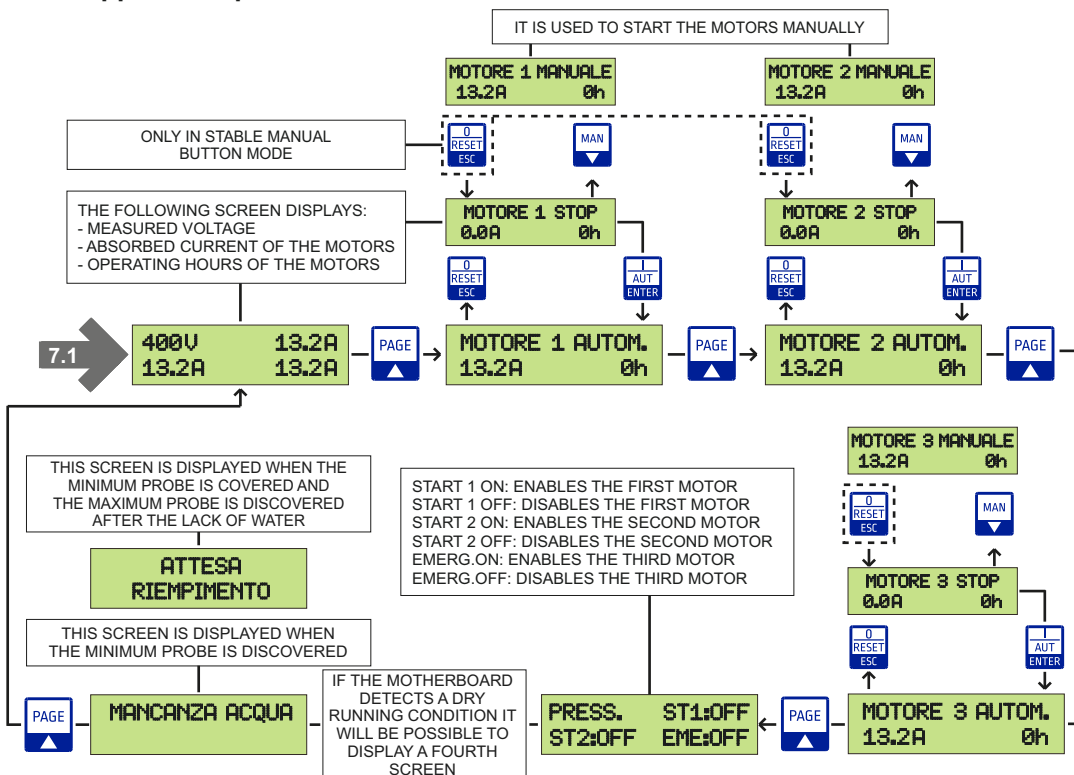 IT IS USED TO START THE MOTORS MANUALLY
MOTORE 1 MANUALE
13.2A 0h
MOTORE 2 MANUALE
13.2A 0h
ONLY IN STABLE MANUAL
BUTTON MODE
0
RESET
ESC
MAN
0
RESET
ESC
MAN
THE FOLLOWING SCREEN DISPLAYS:
- MEASURED VOLTAGE
- ABSORBED CURRENT OF THE MOTORS
- OPERATING HOURS OF THE MOTORS
MOTORE 1 STOP
0.0A 0h
MOTORE 2 STOP
0.0A 0h
0
RESET
ESC
I
AUT
ENTER
0
RESET
ESC
I
AUT
ENTER
7.1
400V 13.2A
13.2A 13.2A
PAGE
MOTORE 1 AUTOM.
13.2A 0h
PAGE
MOTORE 2 AUTOM.
13.2A 0h
PAGE
THIS SCREEN IS DISPLAYED WHEN THE
MINIMUM PROBE IS COVERED AND
THE MAXIMUM PROBE IS DISCOVERED
AFTER THE LACK OF WATER
ATTESA
RIEMPIMENTO
START 1 ON: ENABLES THE FIRST MOTOR
START 1 OFF: DISABLES THE FIRST MOTOR
START 2 ON: ENABLES THE SECOND MOTOR
START 2 OFF: DISABLES THE SECOND MOTOR
EMERG.ON: ENABLES THE THIRD MOTOR
EMERG.OFF: DISABLES THE THIRD MOTOR
MOTORE 3 MANUALE
13.2A 0h
0
RESET
ESC
MAN
MOTORE 3 STOP
0.0A 0h
0
RESET
ESC
I
AUT
ENTER
THIS SCREEN IS DISPLAYED WHEN
THE MINIMUM PROBE IS DISCOVERED
PAGE
MANCANZA ACQUA
IF THE MOTHERBOARD
DETECTS A DRY
RUNNING CONDITION IT
WILL BE POSSIBLE TO
DISPLAY A FOURTH
SCREEN
PRESS. ST1:OFF
ST2:OFF EME:OFF
PAGE
MOTORE 3 AUTOM.
13.2A 0h